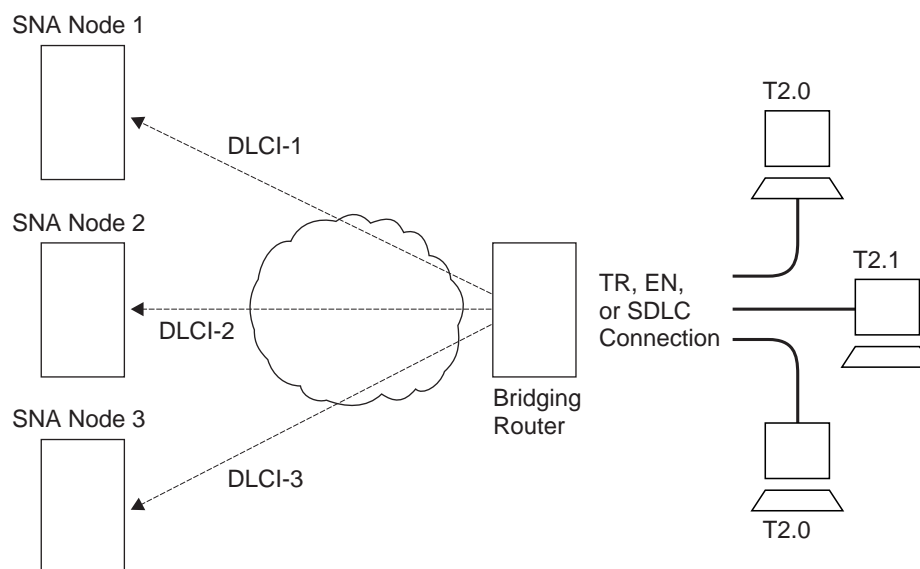 SNA Node 1
T2.0
DLCI-1
SNA Node 2
T2.1
TR, EN,
or SDLC
Connection
DLCI-2
Bridging
Router
SNA Node 3
DLCI-3
T2.0